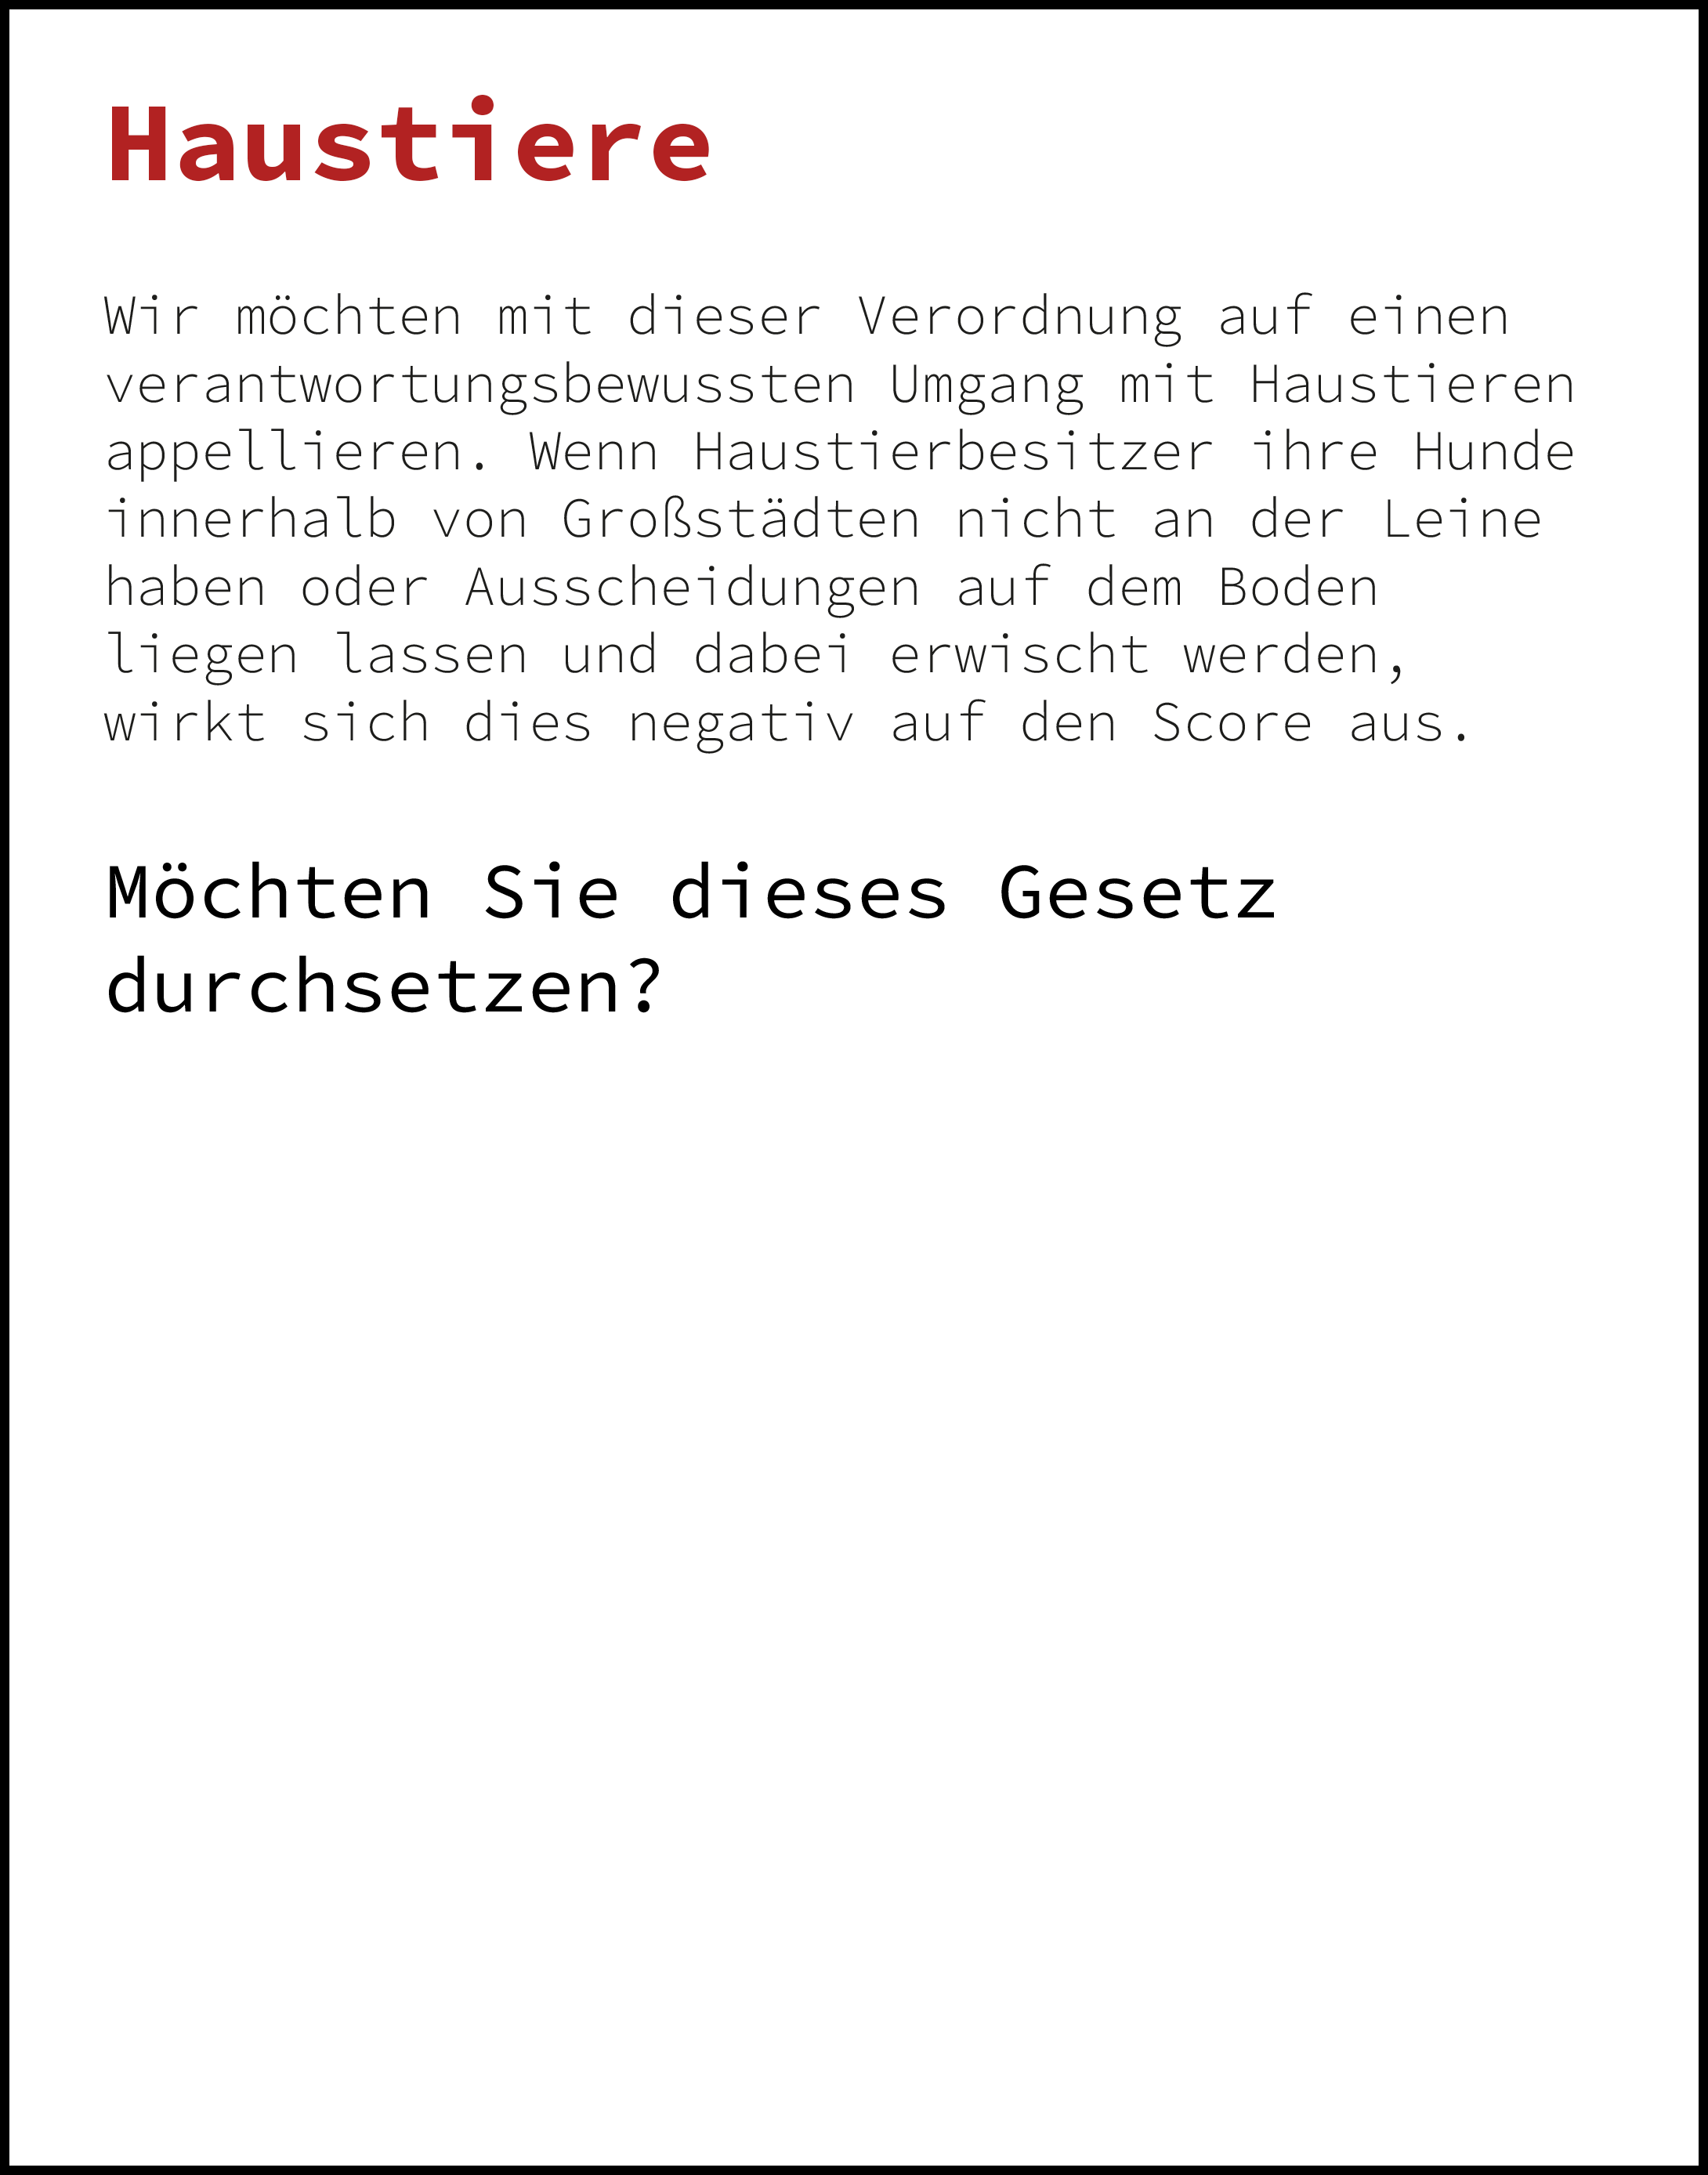 Haustiere
Wir möchten mit dieser Verordnung auf einen
verantwortungsbewussten Umgang mit Haustieren
appellieren. Wenn Haustierbesitzer ihre Hunde
innerhalb von Großstädten nicht an der Leine
haben oder Ausscheidungen auf dem Boden
liegen lassen und dabei erwischt werden,
wirkt sich dies negativ auf den Score aus.
Möchten Sie dieses Gesetz
durchsetzen?